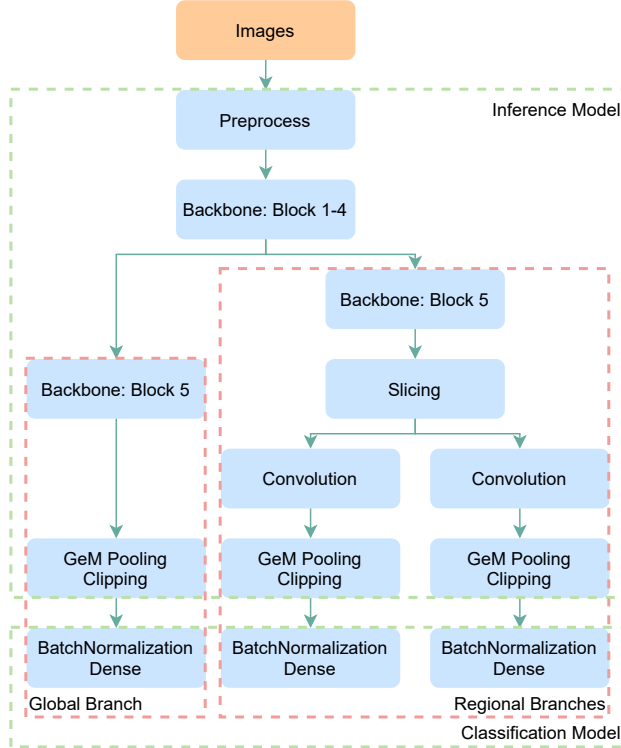 Images
Inference Model
Preprocess
Backbone: Block 1-4
Backbone: Block 5
Backbone: Block 5
Slicing
Convolution
Convolution
GeM Pooling
Clipping
GeM Pooling
Clipping
GeM Pooling
Clipping
BatchNormalization
Dense
BatchNormalization
Dense
BatchNormalization
Dense
Global Branch
Regional Branches
Classification Model